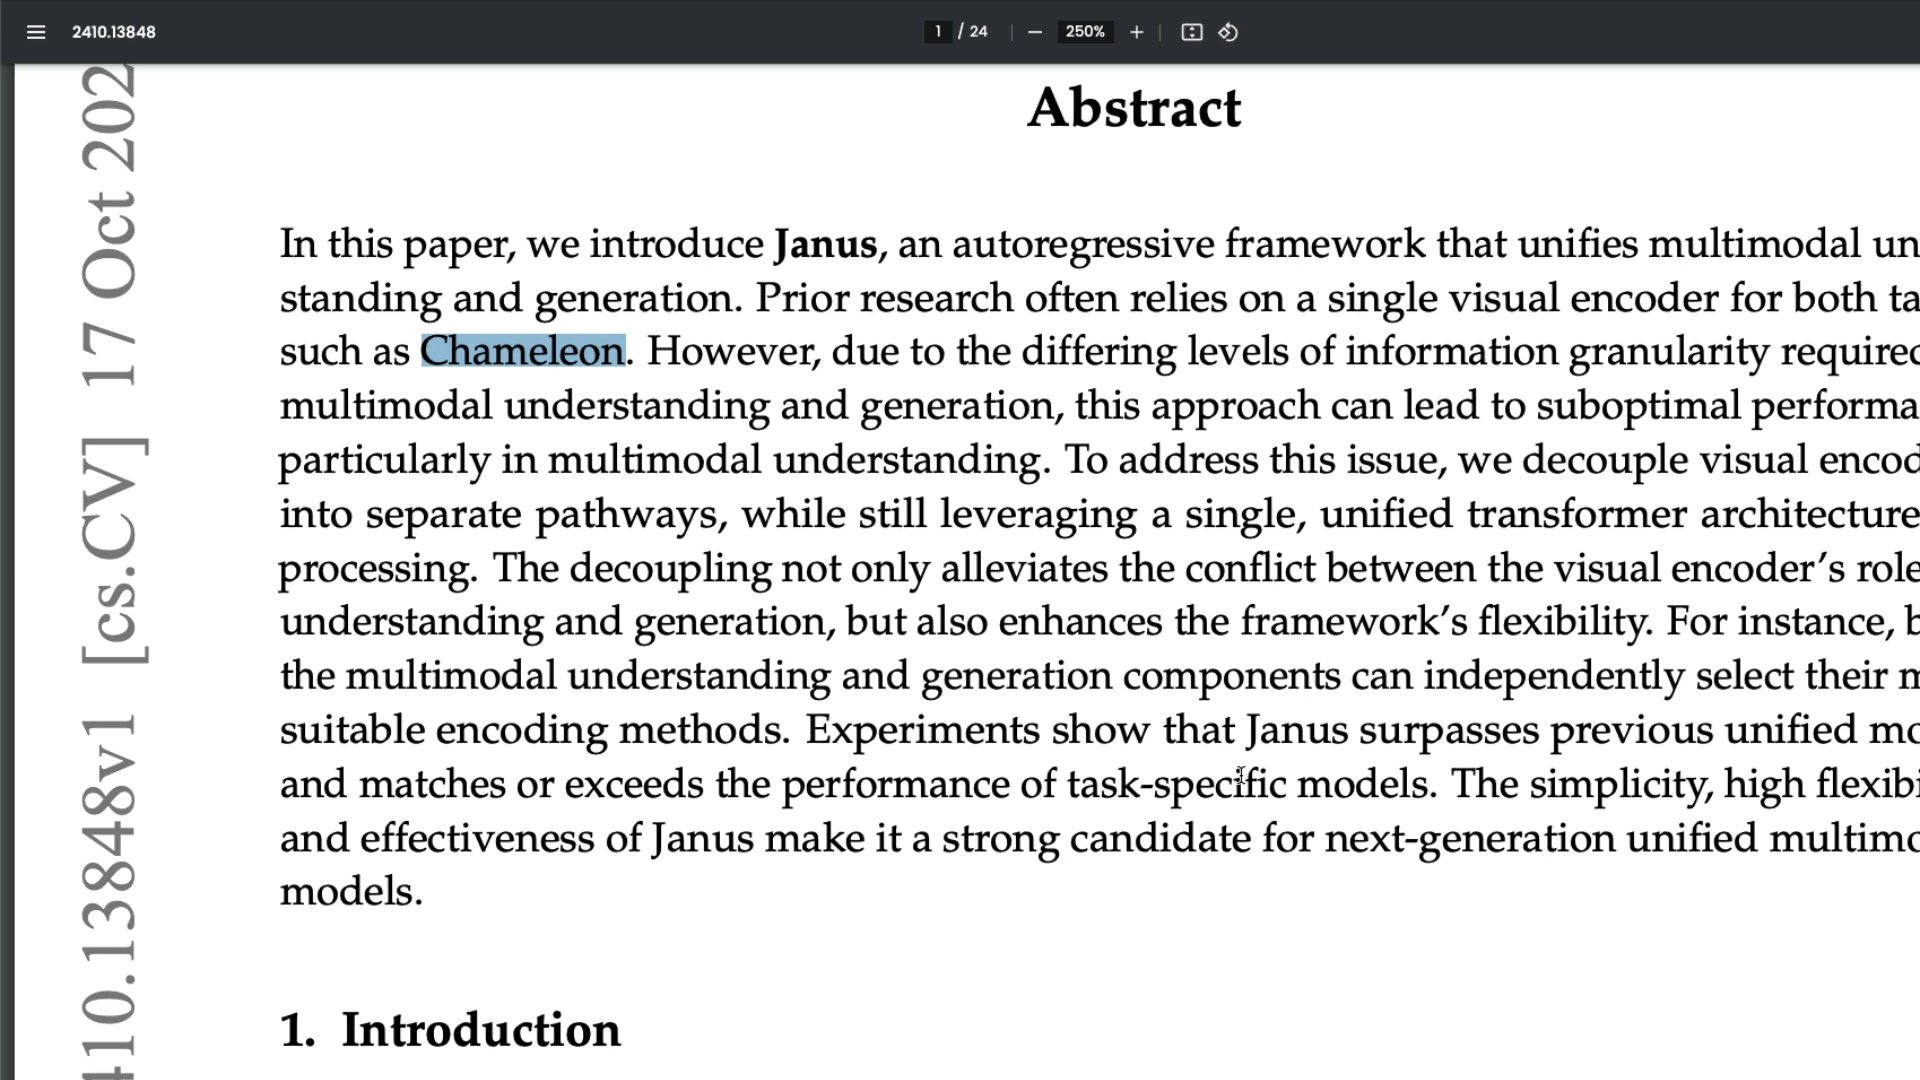 2410.13848
1 / 24
250%
Abstract
In this paper, we introduce Janus, an autoregressive framework that unifies multimodal un
standing and generation. Prior research often relies on a single visual encoder for both ta
such as Chameleon. However, due to the differing levels of information granularity required
multimodal understanding and generation, this approach can lead to suboptimal performa
particularly in multimodal understanding. To address this issue, we decouple visual encod
into separate pathways, while still leveraging a single, unified transformer architecture
processing. The decoupling not only alleviates the conflict between the visual encoder’s role
understanding and generation, but also enhances the framework’s flexibility. For instance, b
the multimodal understanding and generation components can independently select their m
suitable encoding methods. Experiments show that Janus surpasses previous unified mo
and matches or exceeds the performance of task-specific models. The simplicity, high flexibi
and effectiveness of Janus make it a strong candidate for next-generation unified multimo
models.
1. Introduction
410.13848v1 [cs.CV] 17 Oct 202